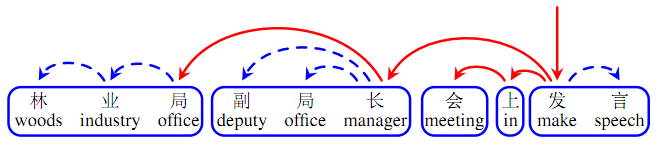 林 业 局 副 局 长 会 上 发 言
woods industry office deputy office manager meeting in make speech